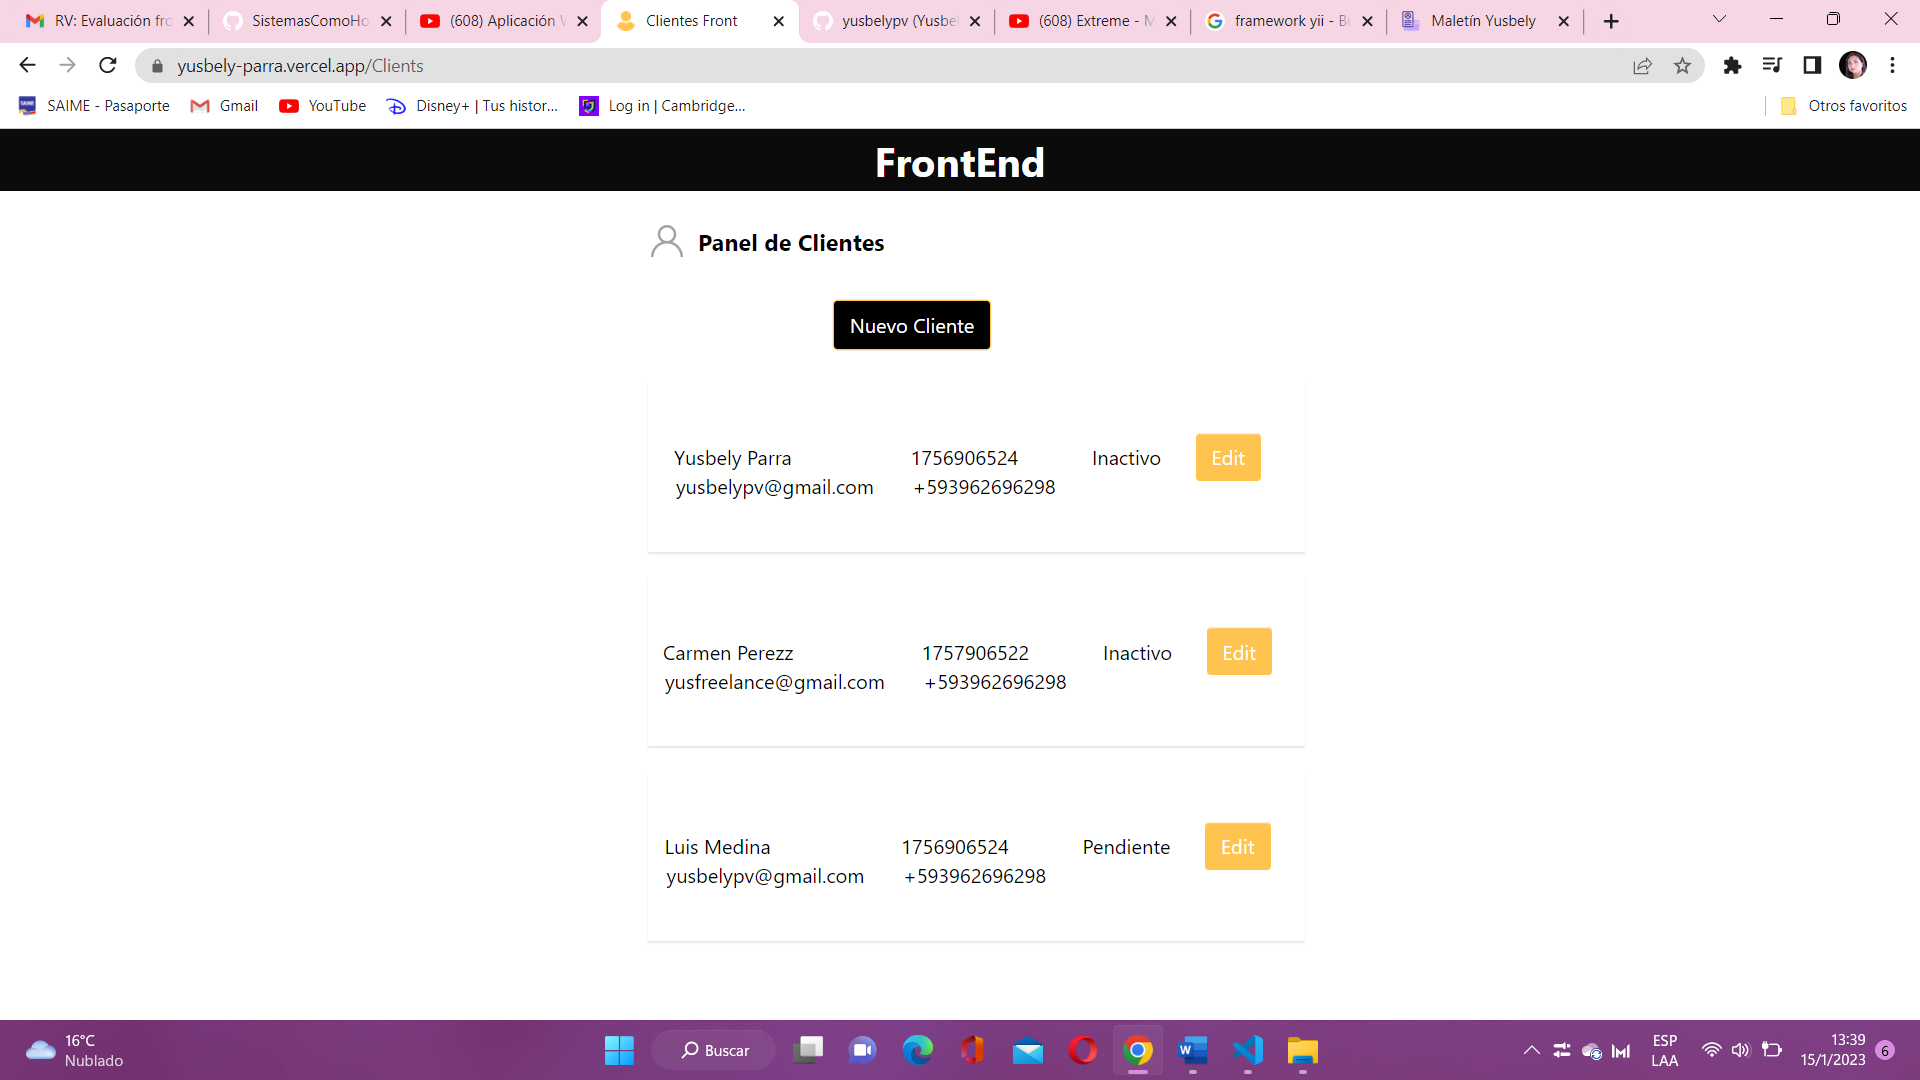 RV: Evaluación fro
SistemasComoHo
(608) Aplicación W
Clientes Front
yusbelypv (Yusbel
(608) Extreme - M
framework yii - Bu
Maletín Yusbely
yusbely-parra.vercel.app/Clients
SAIME - Pasaporte
Gmail
YouTube
Disney+ | Tus histor...
Log in | Cambridge...
Otros favoritos
FrontEnd
Panel de Clientes
Nuevo Cliente
Yusbely Parra 1756906524 Inactivo Edit
yusbelypv@gmail.com +593962696298
Carmen Perezz 1757906522 Inactivo Edit
yusfreelance@gmail.com +593962696298
Luis Medina 1756906524 Pendiente Edit
yusbelypv@gmail.com +593962696298
16°C
Nublado
Buscar
ESP
LAA
13:39
15/1/2023
6